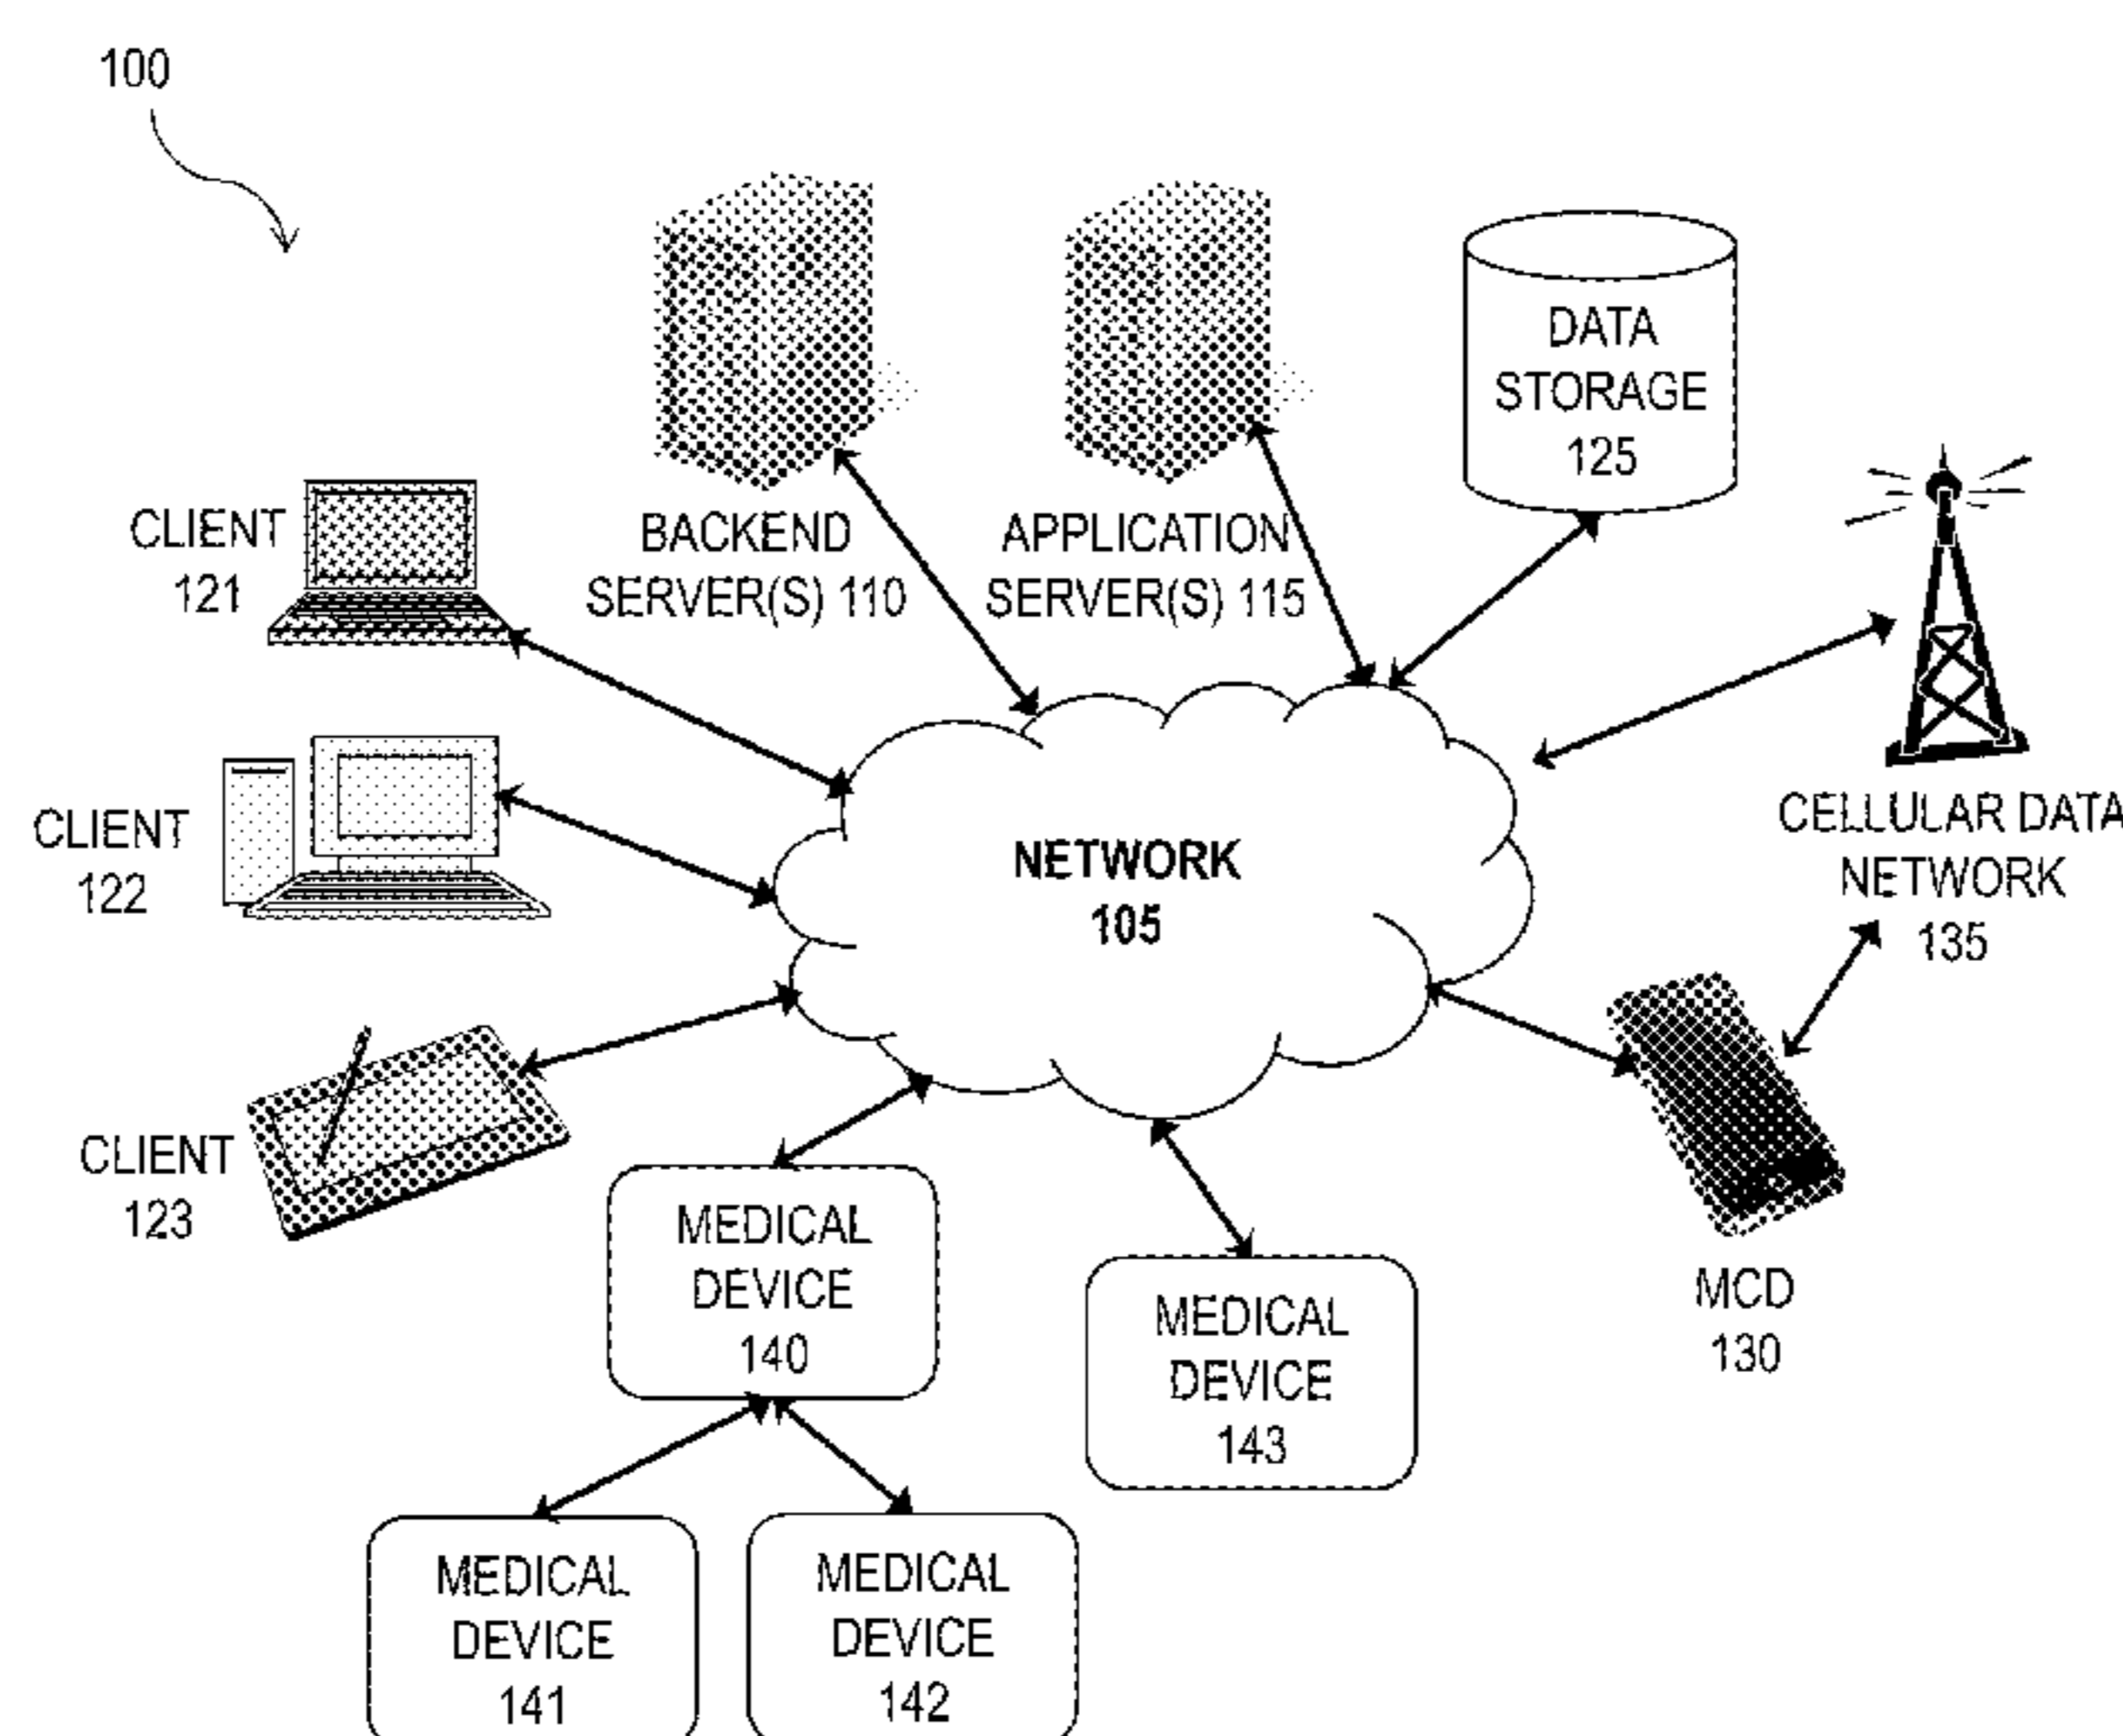 100
DATA
STORAGE
125
CLIENT
121
BACKEND
SERVER(S) 110
APPLICATION
SERVER(S) 115
CLIENT
122
NETWORK
105
CELLULAR DATA
NETWORK
135
CLIENT
123
MEDICAL
DEVICE
140
MEDICAL
DEVICE
143
MCD
130
MEDICAL
DEVICE
141
MEDICAL
DEVICE
142